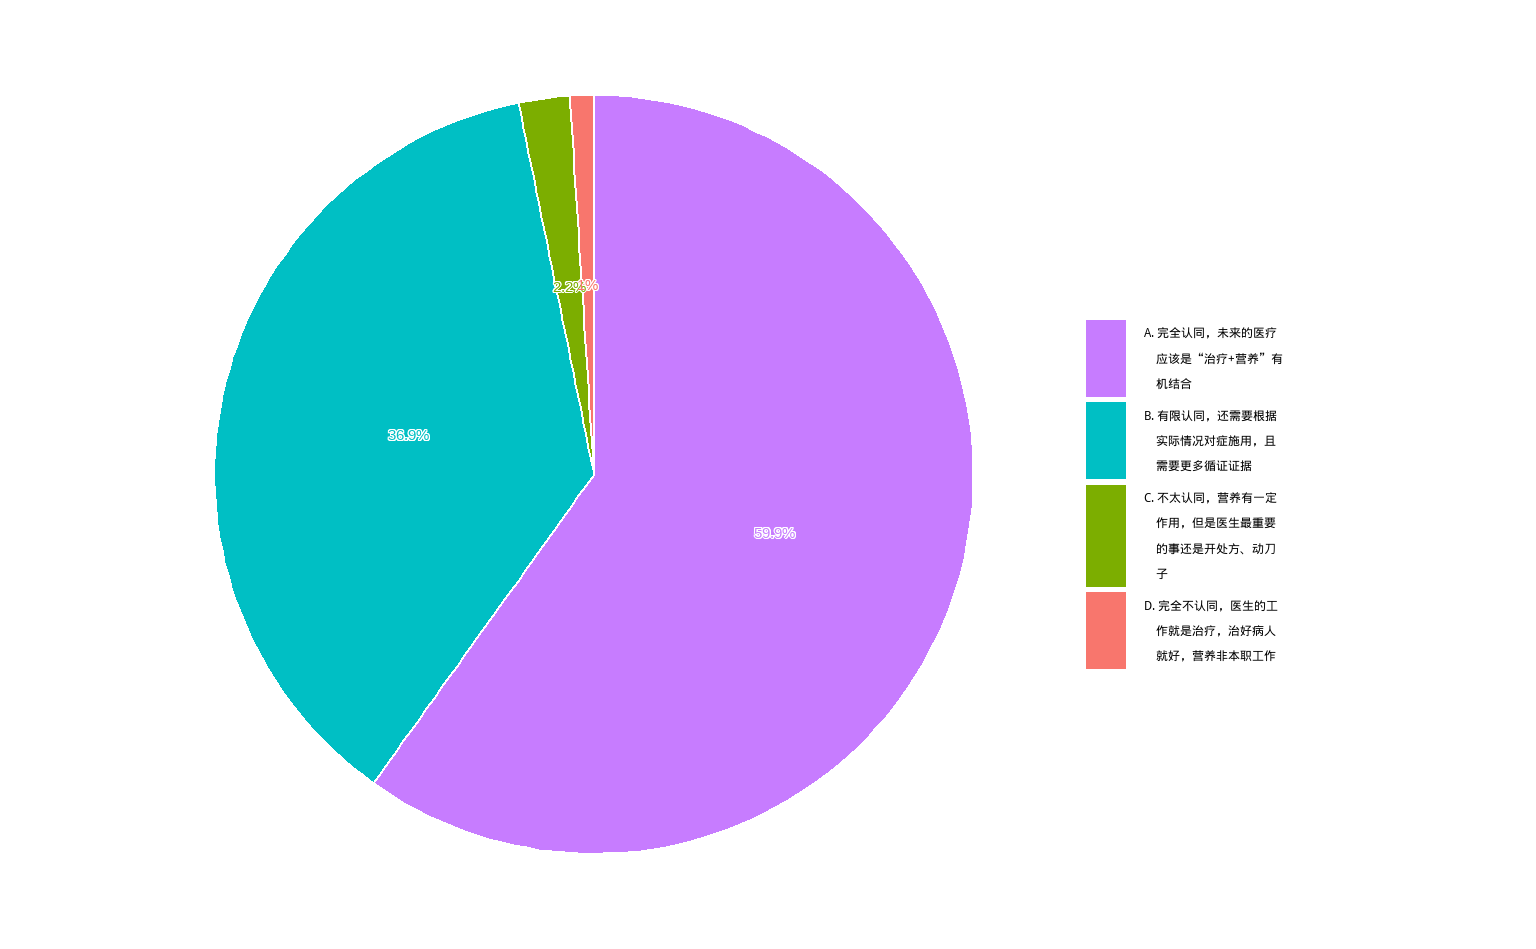 2.2%
36.9%
59.9%
A. 完全认同，未来的医疗
应该是“治疗+营养”有
机结合
B. 有限认同，还需要根据
实际情况对症施用，且
需要更多循证证据
C. 不太认同，营养有一定
作用，但是医生最重要
的事还是开处方、动刀
子
D. 完全不认同，医生的工
作就是治疗，治好病人
就好，营养非本职工作